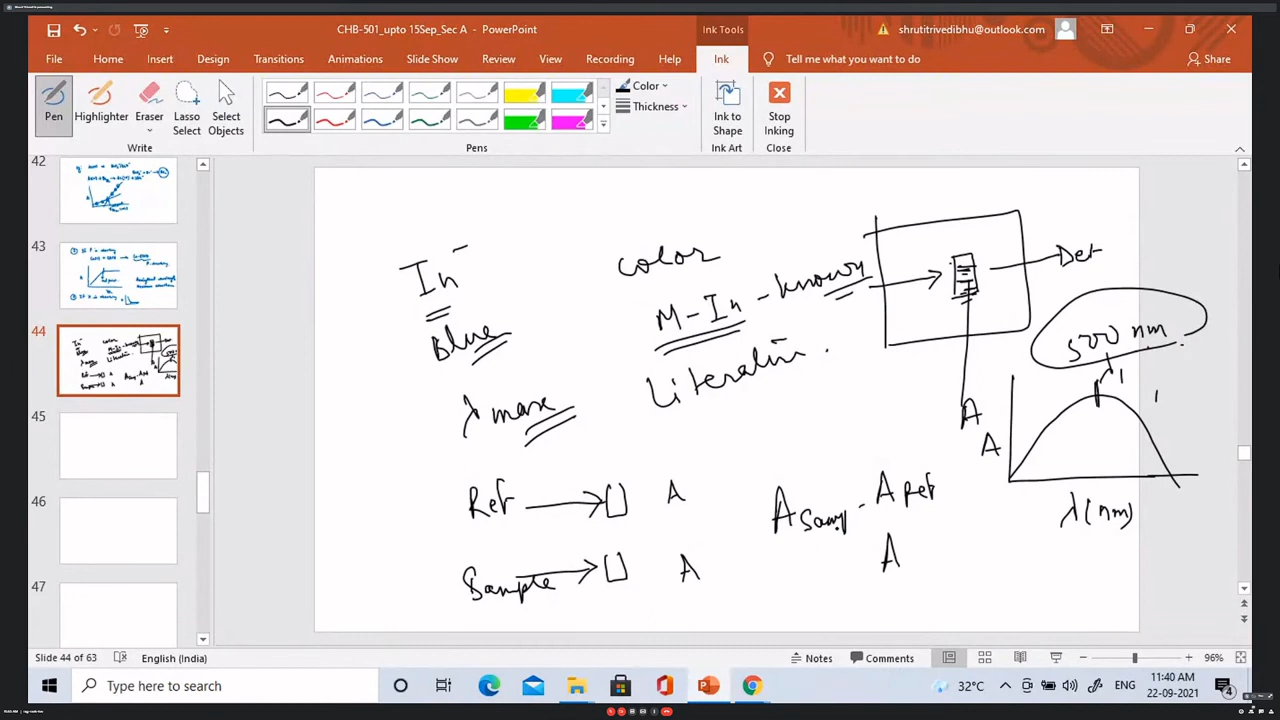 CHB-501_upto 15Sep_Sec A - PowerPoint
Ink Tools
shrutitrivedibhu@outlook.com
File Home Insert Design Transitions Animations Slide Show Review View Recording Help Ink Tell me what you want to do Share
Pen Highlighter Eraser Lasso Select Select Objects
Color
Thickness
Ink to Shape
Stop Inking
Write Pens Ink Art Close
42
43
44
45
46
47
In
color
Blue
M-In - known
Det
Literature
500 nm
λ max
A
A
λ(nm)
Ref A
A Samp - A Ref
Sample A
A
Slide 44 of 63 English (India) Notes Comments 96%
Type here to search
32°C ENG 11:40 AM
22-09-2021
4